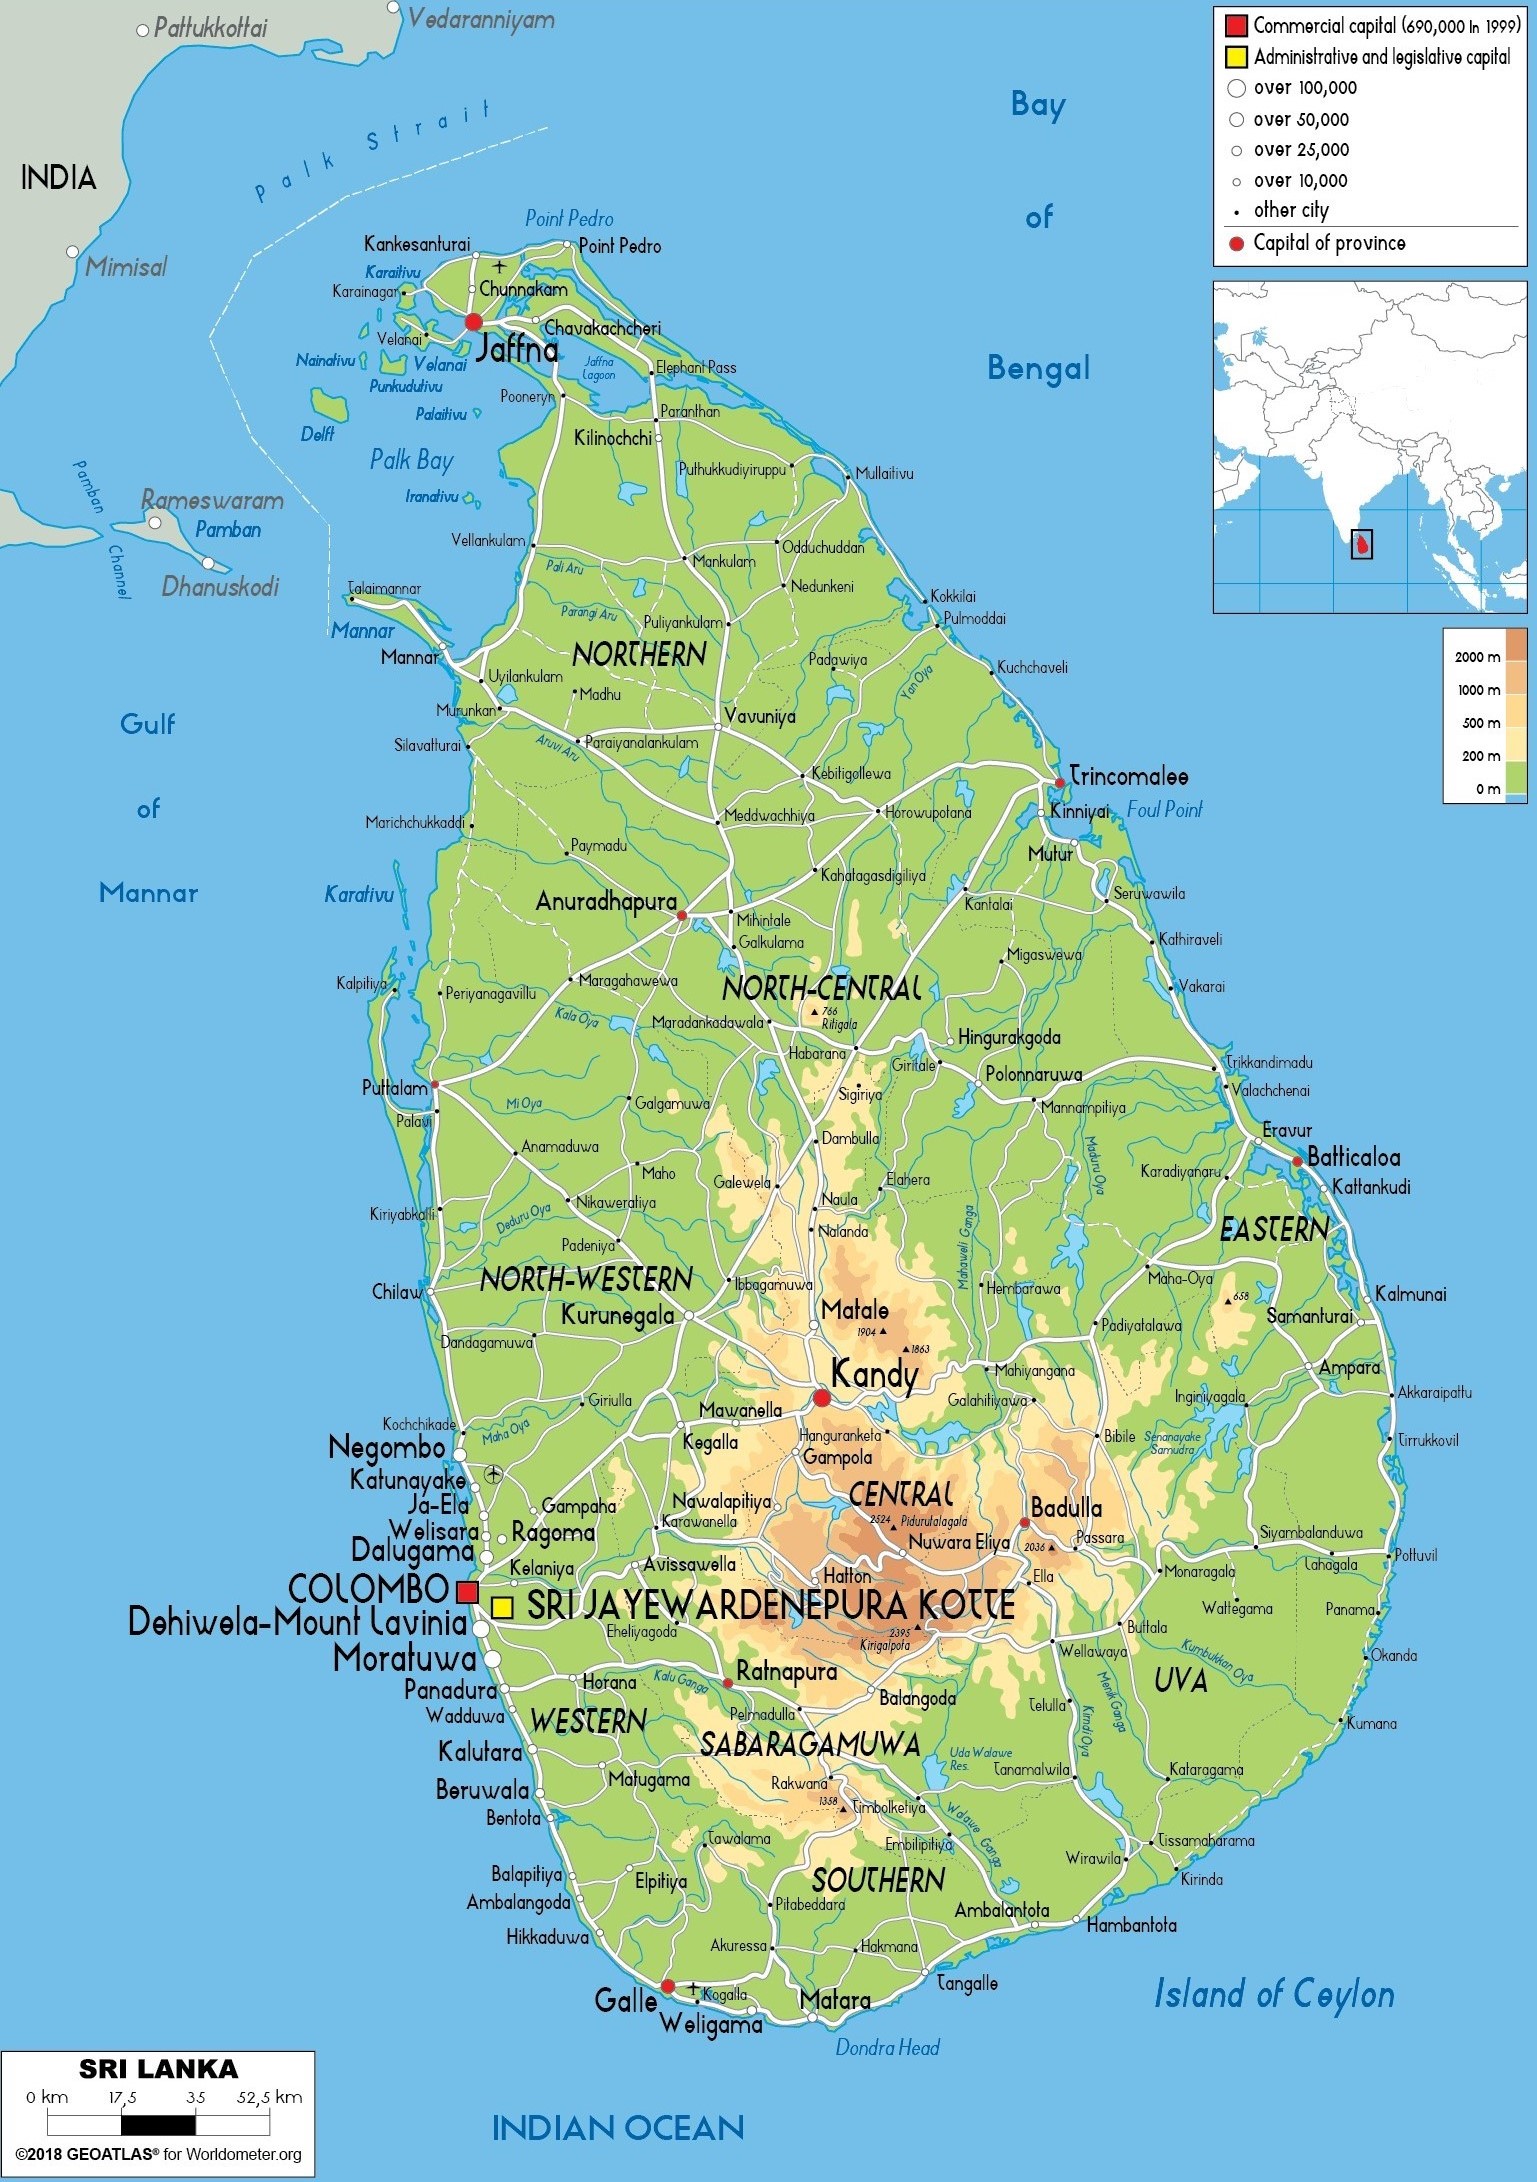 Pattukkottai
Vedaranniyam
Commercial capital (690,000 in 1999)
Administrative and legislative capital
over 100,000
over 50,000
over 25,000
over 10,000
other city
Capital of province
Bay
of
Bengal
Palk Strait
INDIA
Mimisal
Point Pedro
Kankesanturai
Point Pedro
Karaitivu
Karainagar
Chunnakam
Velanai
Chavakachcheri
Jaffna
Nainativu
Velanai
Jaffna
Lagoon
Elephant Pass
Punkudutivu
Pooneryn
Palaitivu
Paranthan
Delft
Kilinochchi
Palk Bay
Puthukkudiyiruppu
Mullaitivu
Pamban
Channel
Rameswaram
Pamban
Iranativu
Dhanuskodi
Vellankulam
Odduchuddan
Mankulam
Pali Aru
Talaimannar
Nedunkeni
Kokkilai
Parangi Aru
Puliyankulam
Pulmoddai
Mannar
Mannar
NORTHERN
Padawiya
Kuchchaveli
Yan Oya
Uyilankulam
Madhu
Murunkan
Vavuniya
Gulf
of
Mannar
Silavatturai
Aruvi Aru
Paraiyanalankulam
Kebitigollewa
Trincomalee
2000 m
1000 m
500 m
200 m
0 m
Marichchukkaddi
Meddwachhiya
Horowupotana
Kinniyai
Foul Point
Paymadu
Mutur
Kahatagasdigiliya
Karativu
Anuradhapura
Kantalai
Seruwawila
Mihintale
Galkulama
Kathiraveli
Migaswewa
Kalpitiya
Periyanagavillu
Maragahawewa
NORTH-CENTRAL
Vakarai
766
Ritigala
Kala Oya
Maradankadawala
Hingurakgoda
Habarana
Giritale
Trikkandimadu
Polonnaruwa
Puttalam
Sigiriya
Valachchenai
Mi Oya
Galgamuwa
Mannampitiya
Palavi
Eravur
Anamaduwa
Dambulla
Maduru Oya
Batticaloa
Maho
Galewela
Elahera
Karadiyanaru
Kattankudi
Nikaweratiya
Naula
Kiriyabkalli
Deduru Oya
EASTERN
Nalanda
Mahaweli Ganga
Padeniya
NORTH-WESTERN
Ibbagamuwa
Maha-Oya
Chilaw
Hembarawa
658
Kalmunai
Kurunegala
Matale
Samanturai
1904
Padiyatalawa
Dandagamuwa
1863
Kandy
Mahiyangana
Ampara
Giriulla
Galahitiyawa
Inginiyagala
Akkaraipattu
Mawanella
Kochchikade
Maha Oya
Kegalla
Hanguranketa
Bibile
Senanayake
Samudra
Tirrukkovil
Negombo
Gampola
Katunayake
CENTRAL
Ja-Ela
Gampaha
Nawalapitiya
Badulla
2524
Pidurutalagala
Welisara
Ragoma
Karawanella
Passara
Siyambalanduwa
Dalugama
Nuwara Eliya
2036
Pottuvil
Kelaniya
Avissawella
Hatton
Ella
Monaragala
Lahagala
COLOMBO
SRI JAYEWARDENEPURA KOTTE
Wattegama
Panama
Dehiwela-Mount Lavinia
Eheliyagoda
2395
Kirigalpota
Buttala
Moratuwa
Wellawaya
Kumbukkan Oya
Okanda
Ratnapura
Panadura
Horana
Kalu Ganga
UVA
Balangoda
Telulla
Menik Ganga
Wadduwa
WESTERN
Pelmadulla
Kirindi Oya
Kumana
Kalutara
SABARAGAMUWA
Uda Walawe
Res.
Matugama
Rakwana
Tanamalwila
Kataragama
Beruwala
1358
Timbolketiya
Walawe Ganga
Bentota
Tawalama
Embilipitiya
Tissamaharama
Wirawila
Balapitiya
Elpitiya
SOUTHERN
Kirinda
Ambalangoda
Pitabeddara
Ambalantota
Hambantota
Hikkaduwa
Akuressa
Hakmana
Tangalle
Galle
Kogalla
Matara
Weligama
Island of Ceylon
Dondra Head
SRI LANKA
0 km 17,5 35 52,5 km
©2018 GEOATLAS® for Worldometer.org
INDIAN OCEAN